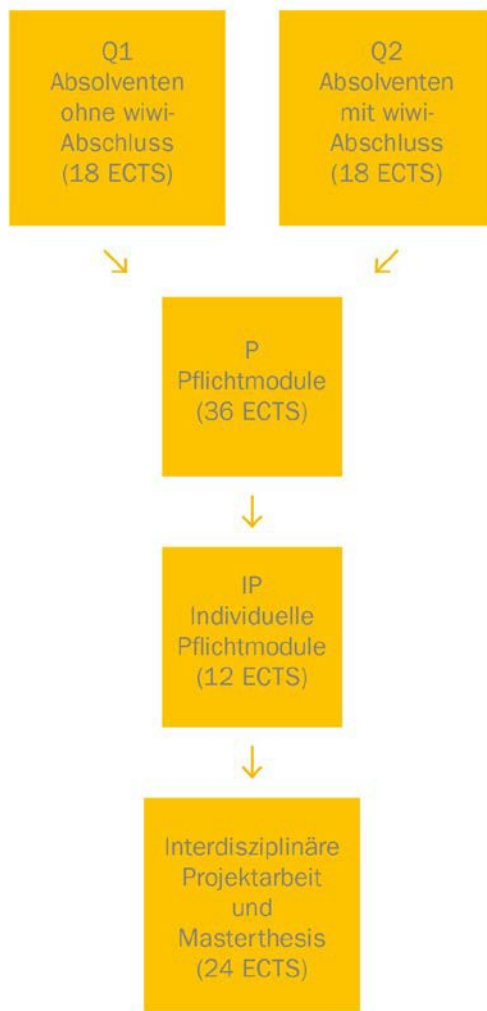 Q1
Absolventen
ohne wiwi-
Abschluss
(18 ECTS)
Q2
Absolventen
mit wiwi-
Abschluss
(18 ECTS)
P
Pflichtmodule
(36 ECTS)
IP
Individuelle
Pflichtmodule
(12 ECTS)
Interdisziplinäre
Projektarbeit
und
Masterthesis
(24 ECTS)